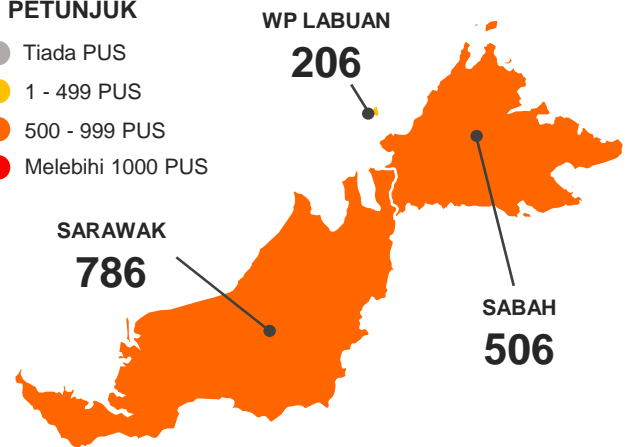 PETUNJUK
Tiada PUS
1 - 499 PUS
500 - 999 PUS
Melebihi 1000 PUS
WP LABUAN
206
SARAWAK
786
SABAH
506